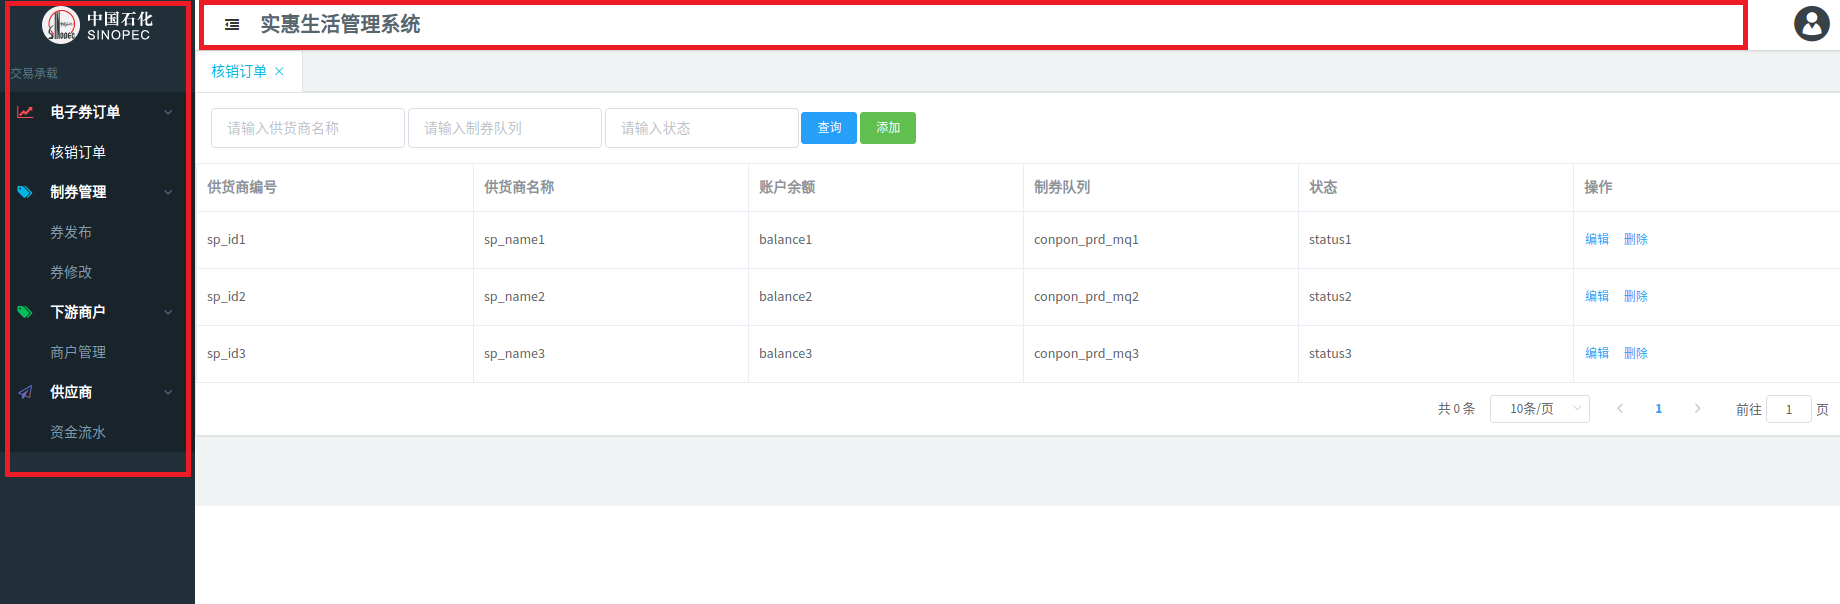 中国石化
SINOPEC
实惠生活管理系统
交易承载
电子券订单
核销订单
制券管理
券发布
券修改
下游商户
商户管理
供应商
资金流水
核销订单 ×
请输入供货商名称 请输入制券队列 请输入状态 查询 添加
供货商编号 供货商名称 账户余额 制券队列 状态 操作
sp_id1 sp_name1 balance1 conpon_prd_mq1 status1 编辑 删除
sp_id2 sp_name2 balance2 conpon_prd_mq2 status2 编辑 删除
sp_id3 sp_name3 balance3 conpon_prd_mq3 status3 编辑 删除
共 0 条 10条/页 1 前往 1 页